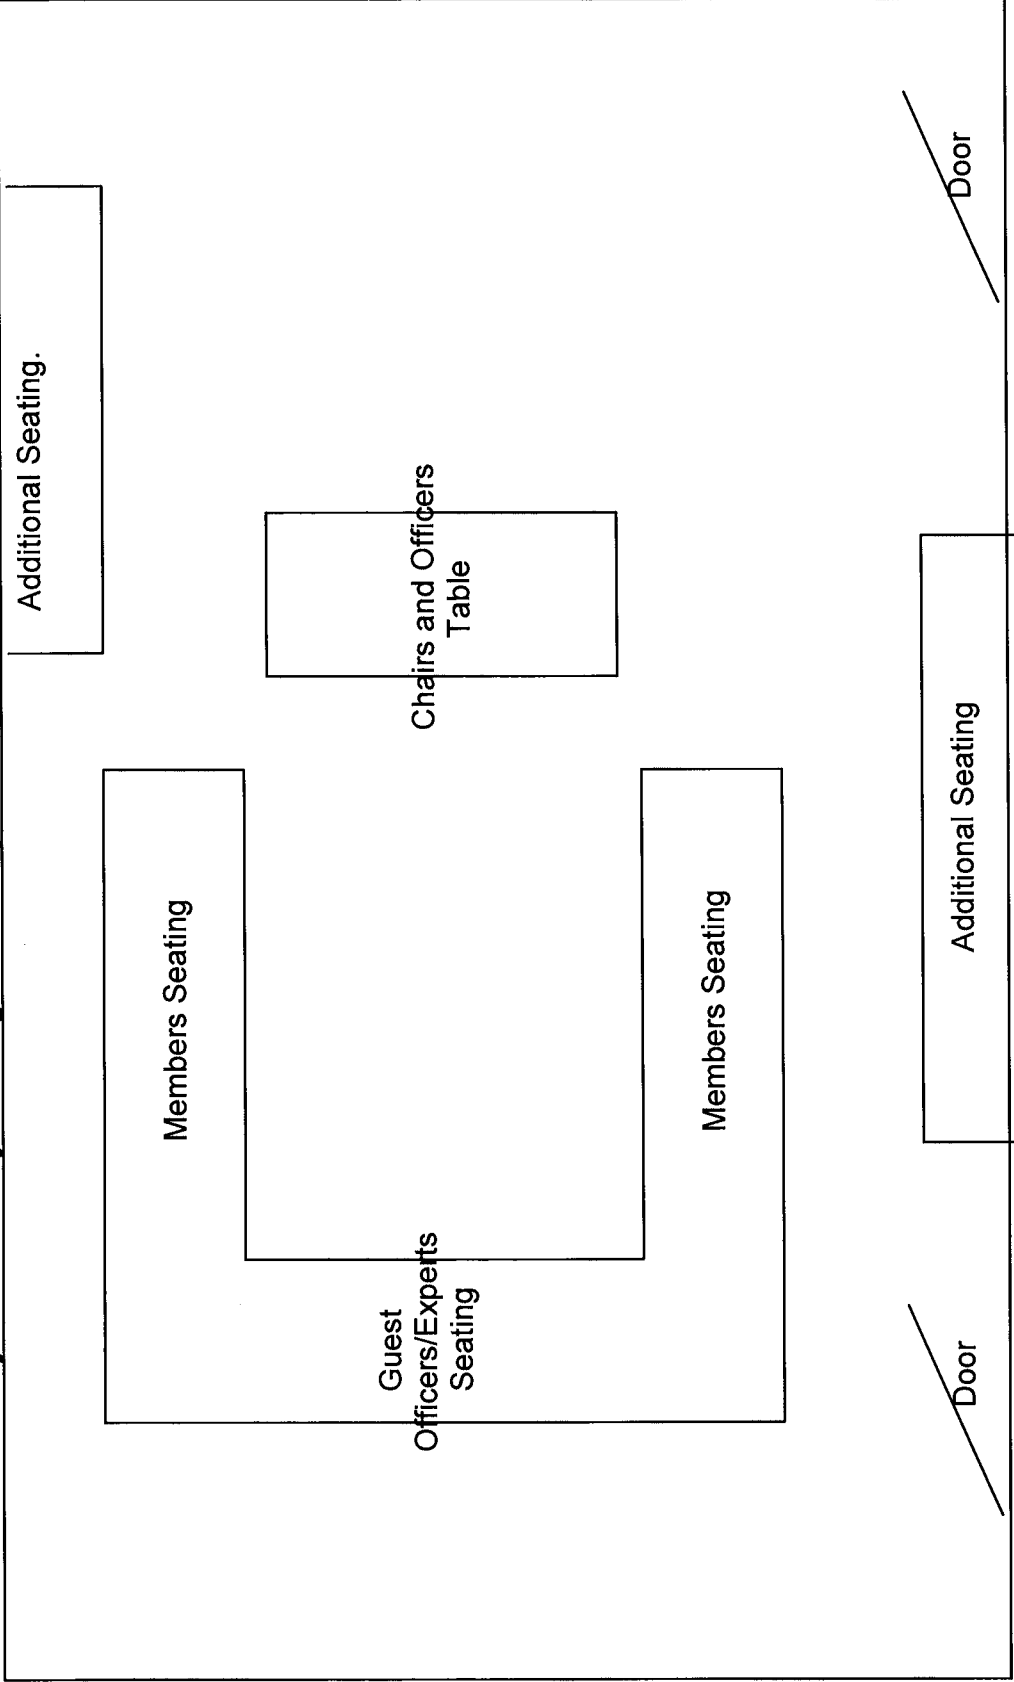 Additional Seating.
Members Seating
Guest
Officers/Experts
Seating
Chairs and Officers
Table
Members Seating
Door
Additional Seating
Door